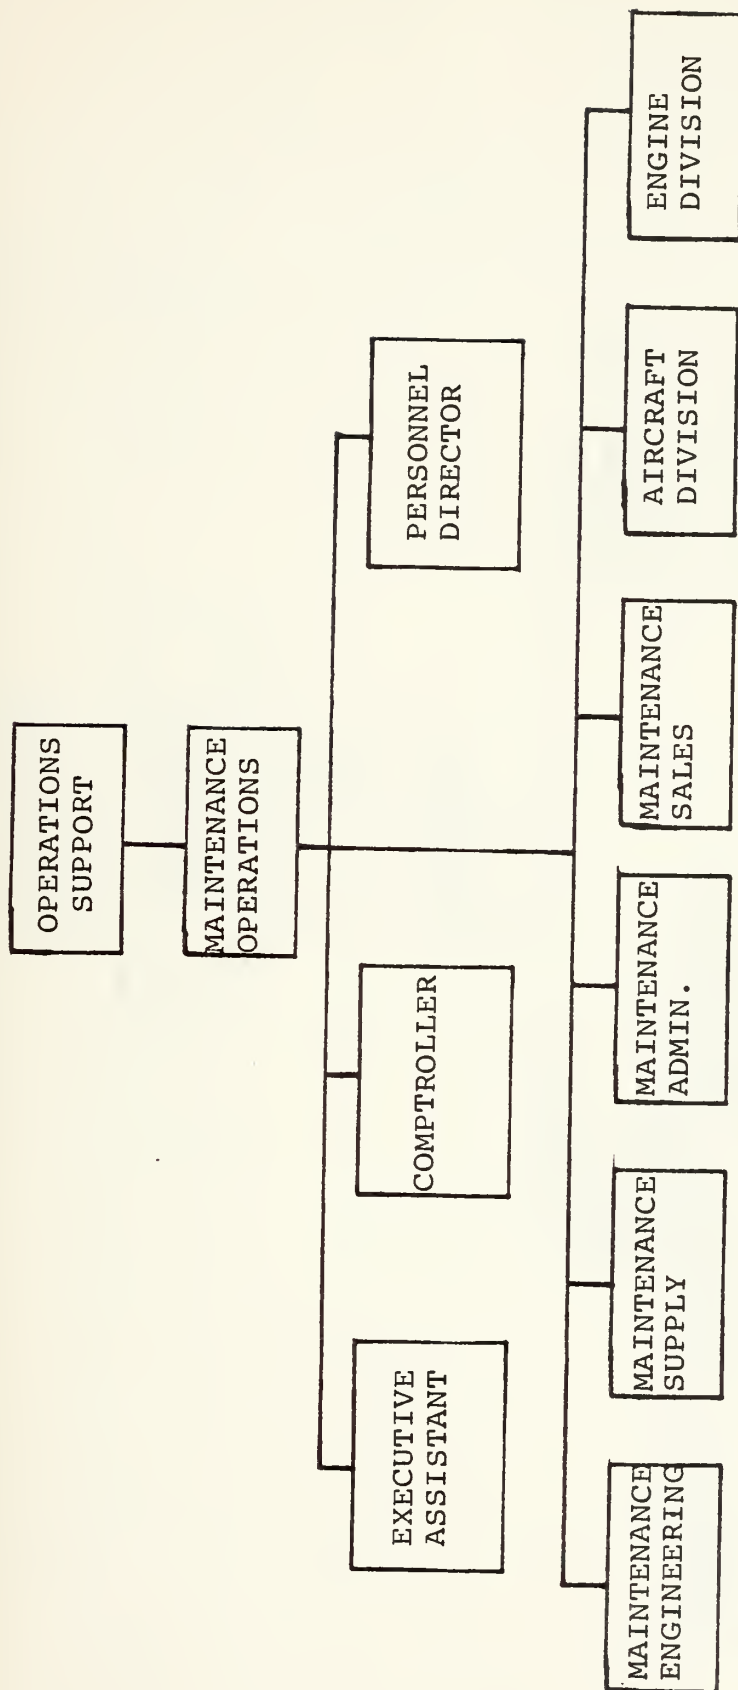 OPERATIONS
SUPPORT
MAINTENANCE
OPERATIONS
EXECUTIVE
ASSISTANT
COMPTROLLER
PERSONNEL
DIRECTOR
MAINTENANCE
ENGINEERING
MAINTENANCE
SUPPLY
MAINTENANCE
ADMIN.
MAINTENANCE
SALES
AIRCRAFT
DIVISION
ENGINE
DIVISION